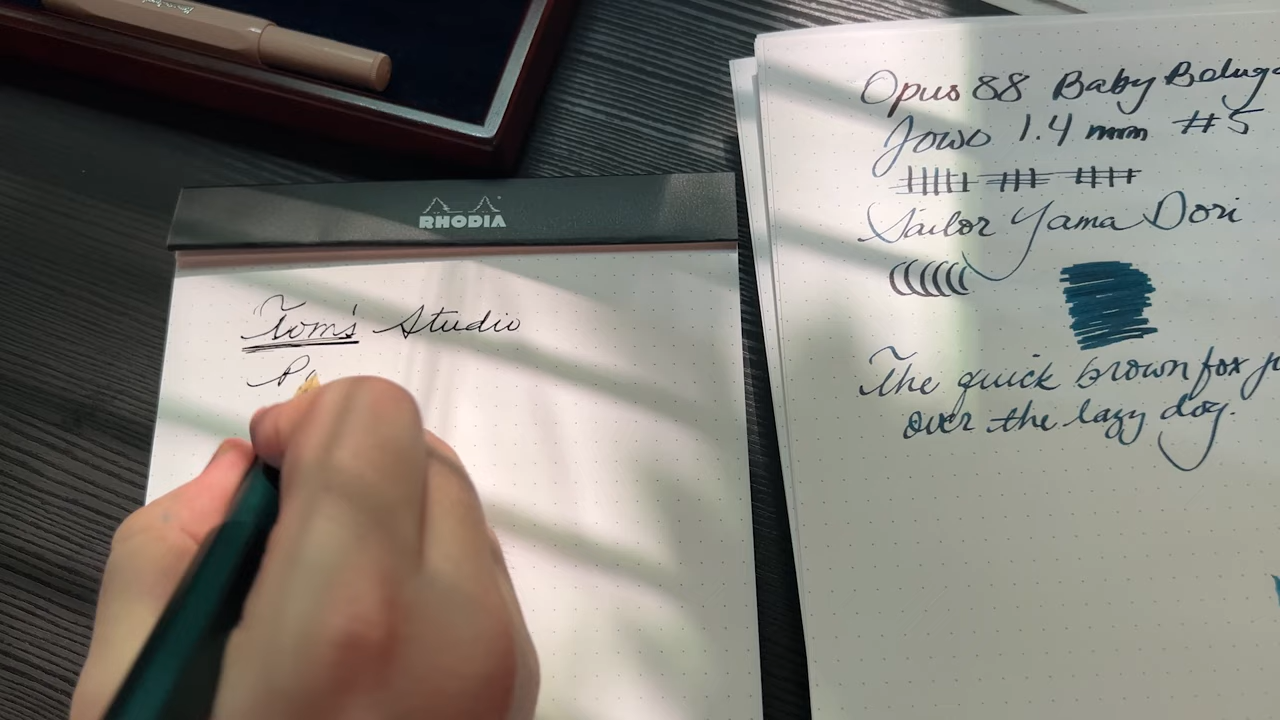 RHODIA
Tom's Studio
Opus 88 Baby Belug
Jowo 1.4 mm #5
Sailor Yama Dori
The quick brown fox j
over the lazy dog.